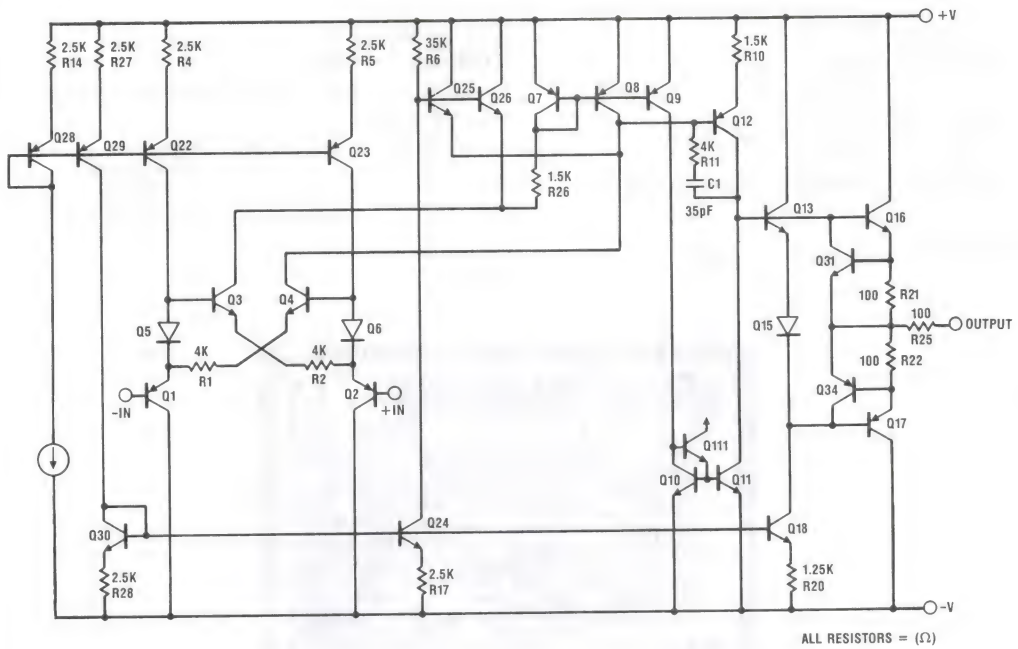 +V
2.5K
R14
2.5K
R27
2.5K
R4
2.5K
R5
35K
R6
1.5K
R10
Q25
Q26
Q7
Q8
Q9
Q12
Q28
Q29
Q22
Q23
4K
R11
C1
35pF
1.5K
R26
Q13
Q16
Q31
100
R21
Q3
Q4
Q5
Q6
Q15
100
R25
OUTPUT
4K
R1
4K
R2
100
R22
Q34
Q1
-IN
Q2
+IN
Q17
Q111
Q10
Q11
Q30
Q24
Q18
2.5K
R28
2.5K
R17
1.25K
R20
-V
ALL RESISTORS = (Ω)